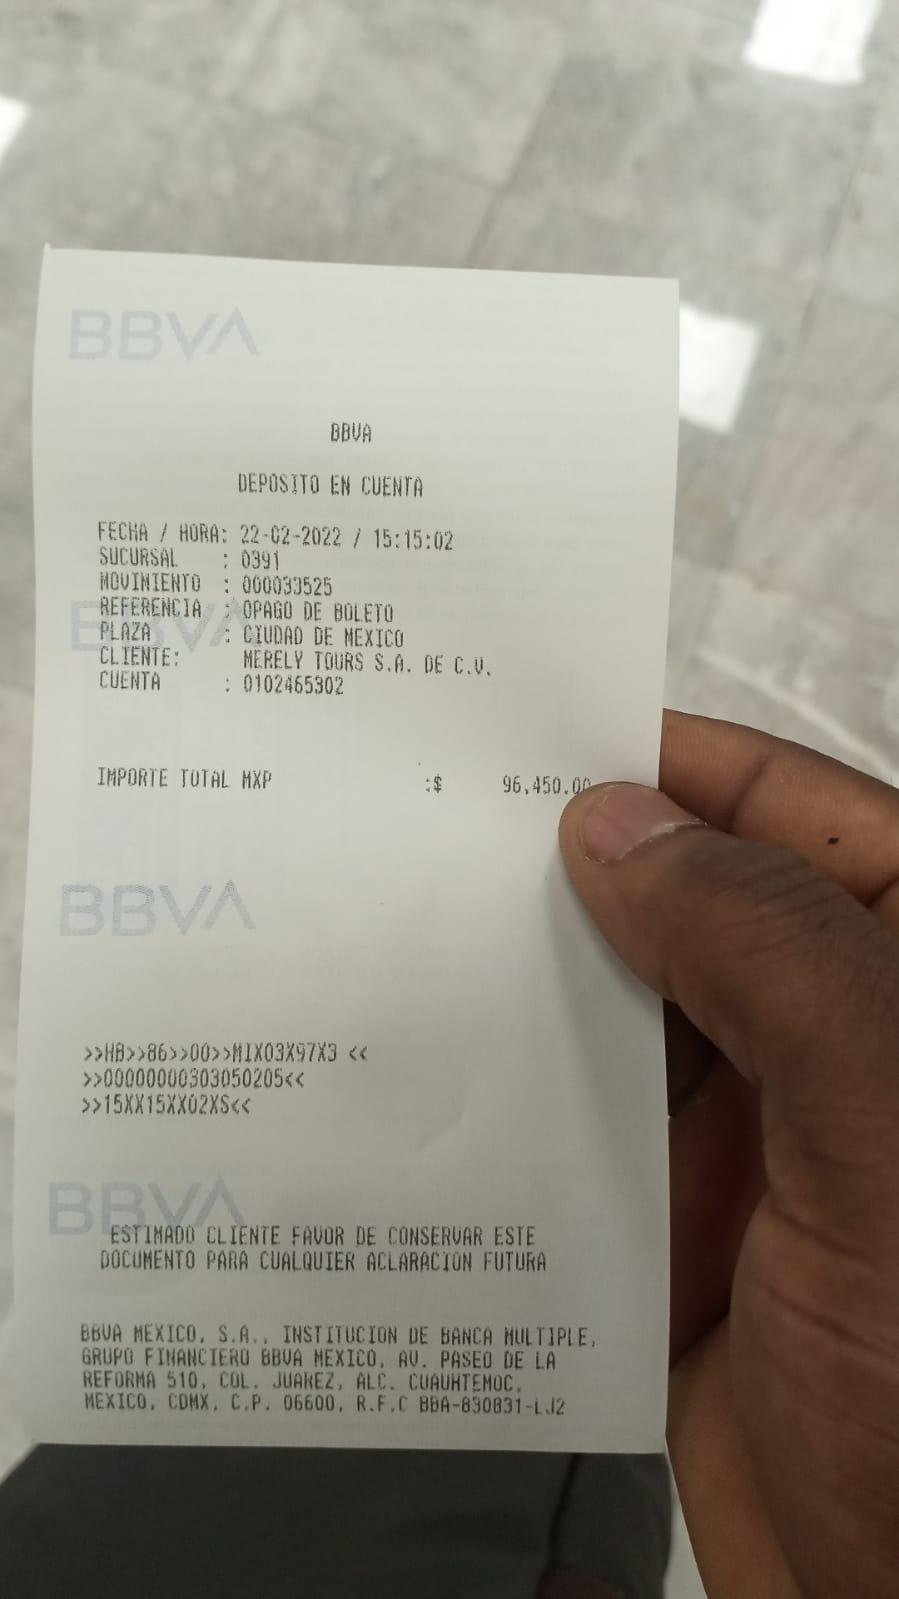 BBVA
BBVA
DEPOSITO EN CUENTA
FECHA / HORA: 22-02-2022 / 15:15:02
SUCURSAL : 0391
MOVIMIENTO : 000033525
REFERENCIA : OPAGO DE BOLETO
BBVA
PLAZA : CIUDAD DE MEXICO
CLIENTE: MERELY TOURS S.A. DE C.V.
CUENTA : 0102465302
IMPORTE TOTAL MXP :$ 96,450.00
BBVA
>>HB>>86>>00>>MIX03X97X3 <<
>>00000000303050205<<
>>15XX15XX02XS<<
BBVA
ESTIMADO CLIENTE FAVOR DE CONSERVAR ESTE
DOCUMENTO PARA CUALQUIER ACLARACION FUTURA
BBVA MEXICO, S.A., INSTITUCION DE BANCA MULTIPLE,
GRUPO FINANCIERO BBVA MEXICO, AV. PASEO DE LA
REFORMA 510, COL. JUAREZ, ALC. CUAUHTEMOC,
MEXICO, CDMX, C.P. 06600, R.F.C BBA-830831-LJ2